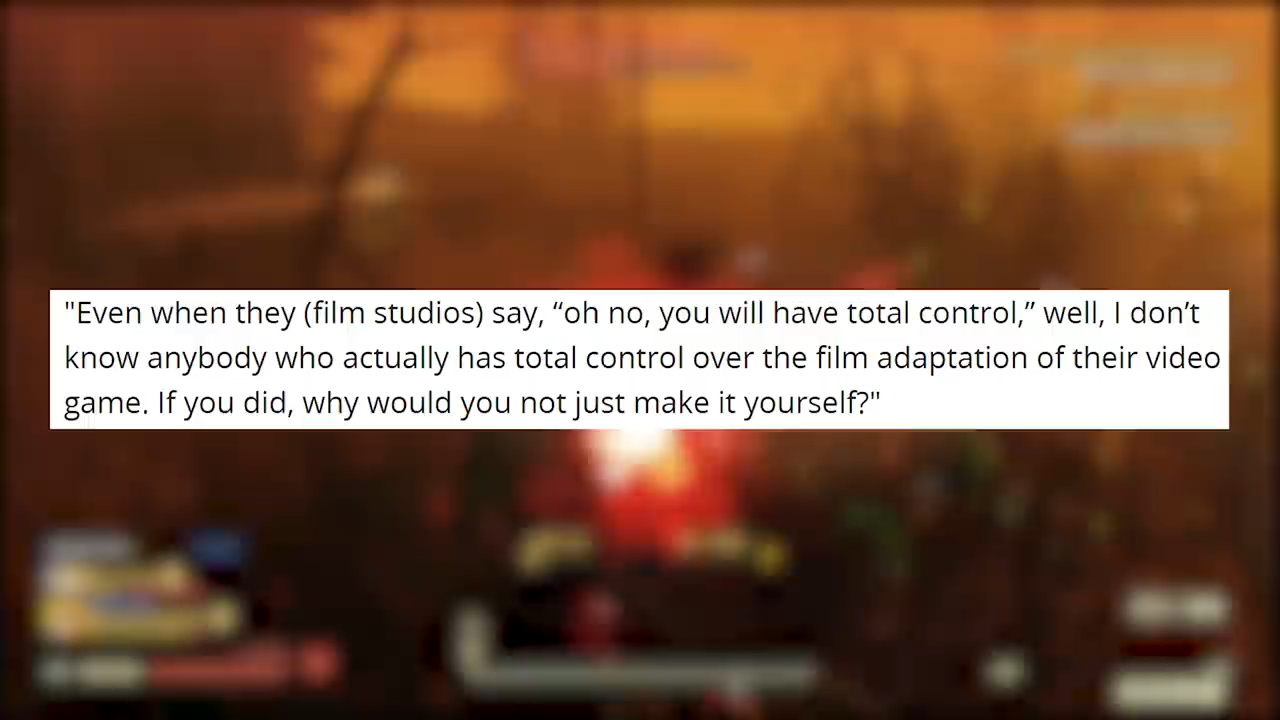 "Even when they (film studios) say, “oh no, you will have total control,” well, I don’t
know anybody who actually has total control over the film adaptation of their video
game. If you did, why would you not just make it yourself?"